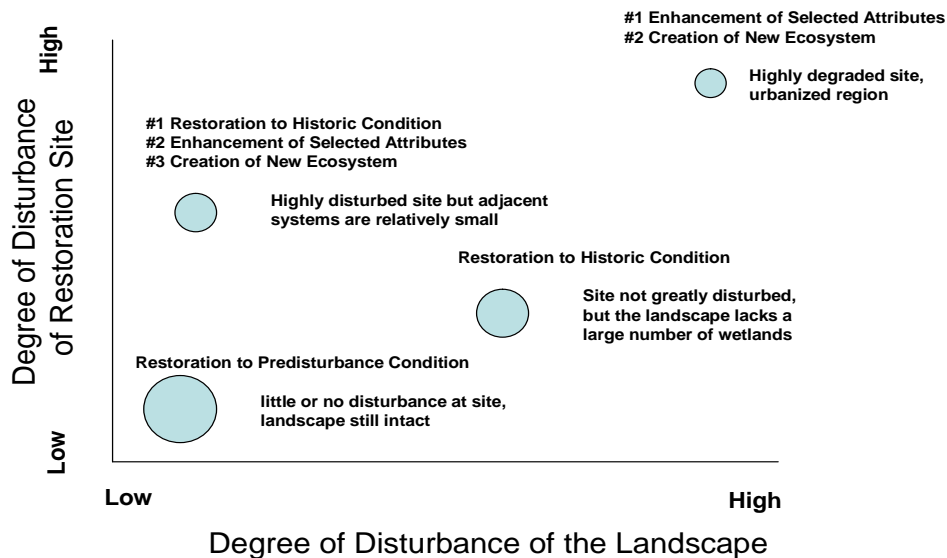 #1 Enhancement of Selected Attributes
#2 Creation of New Ecosystem
Highly degraded site,
urbanized region
High
Degree of Disturbance
of Restoration Site
#1 Restoration to Historic Condition
#2 Enhancement of Selected Attributes
#3 Creation of New Ecosystem
Highly disturbed site but adjacent
systems are relatively small
Restoration to Historic Condition
Site not greatly disturbed,
but the landscape lacks a
large number of wetlands
Restoration to Predisturbance Condition
little or no disturbance at site,
landscape still intact
Low
Low
High
Degree of Disturbance of the Landscape